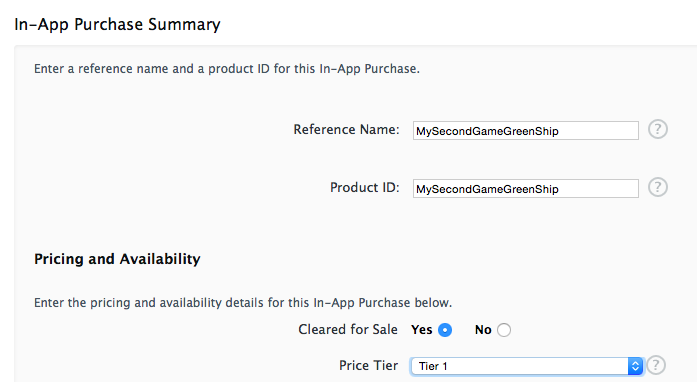 In-App Purchase Summary
Enter a reference name and a product ID for this In-App Purchase.
Reference Name: MySecondGameGreenShip ?
Product ID: MySecondGameGreenShip ?
Pricing and Availability
Enter the pricing and availability details for this In-App Purchase below.
Cleared for Sale Yes No
Price Tier Tier 1 ?